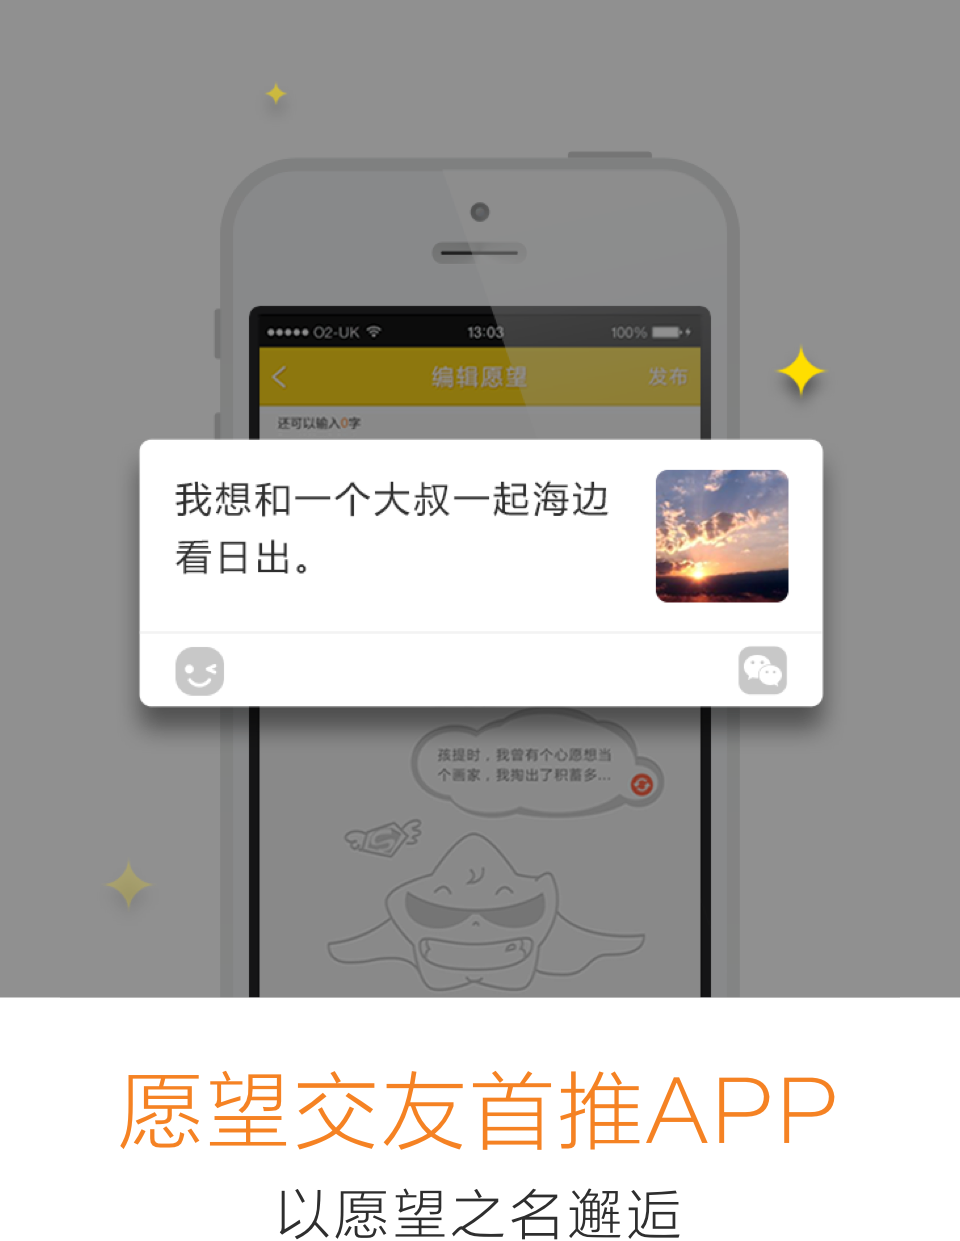 ●●●●● O2-UK 13:03 100%
编辑愿望 发布
还可以输入0字
我想和一个大叔一起海边
看日出。
孩提时，我曾有个心愿想当
个画家，我掏出了积蓄多...
愿望交友首推APP
以愿望之名邂逅